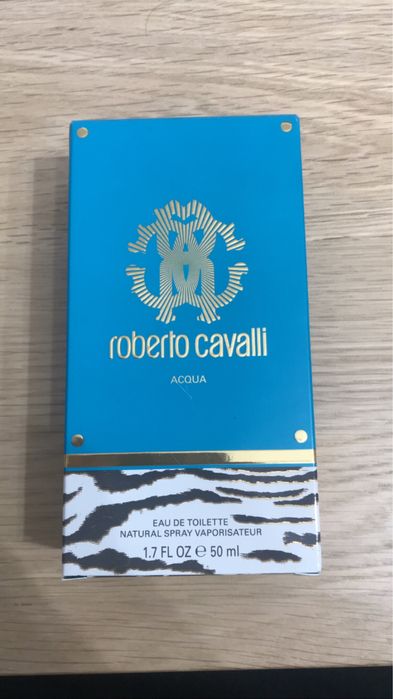 roberto cavalli
ACQUA
EAU DE TOILETTE
NATURAL SPRAY VAPORISATEUR
1.7 FL OZ ℮ 50 ml